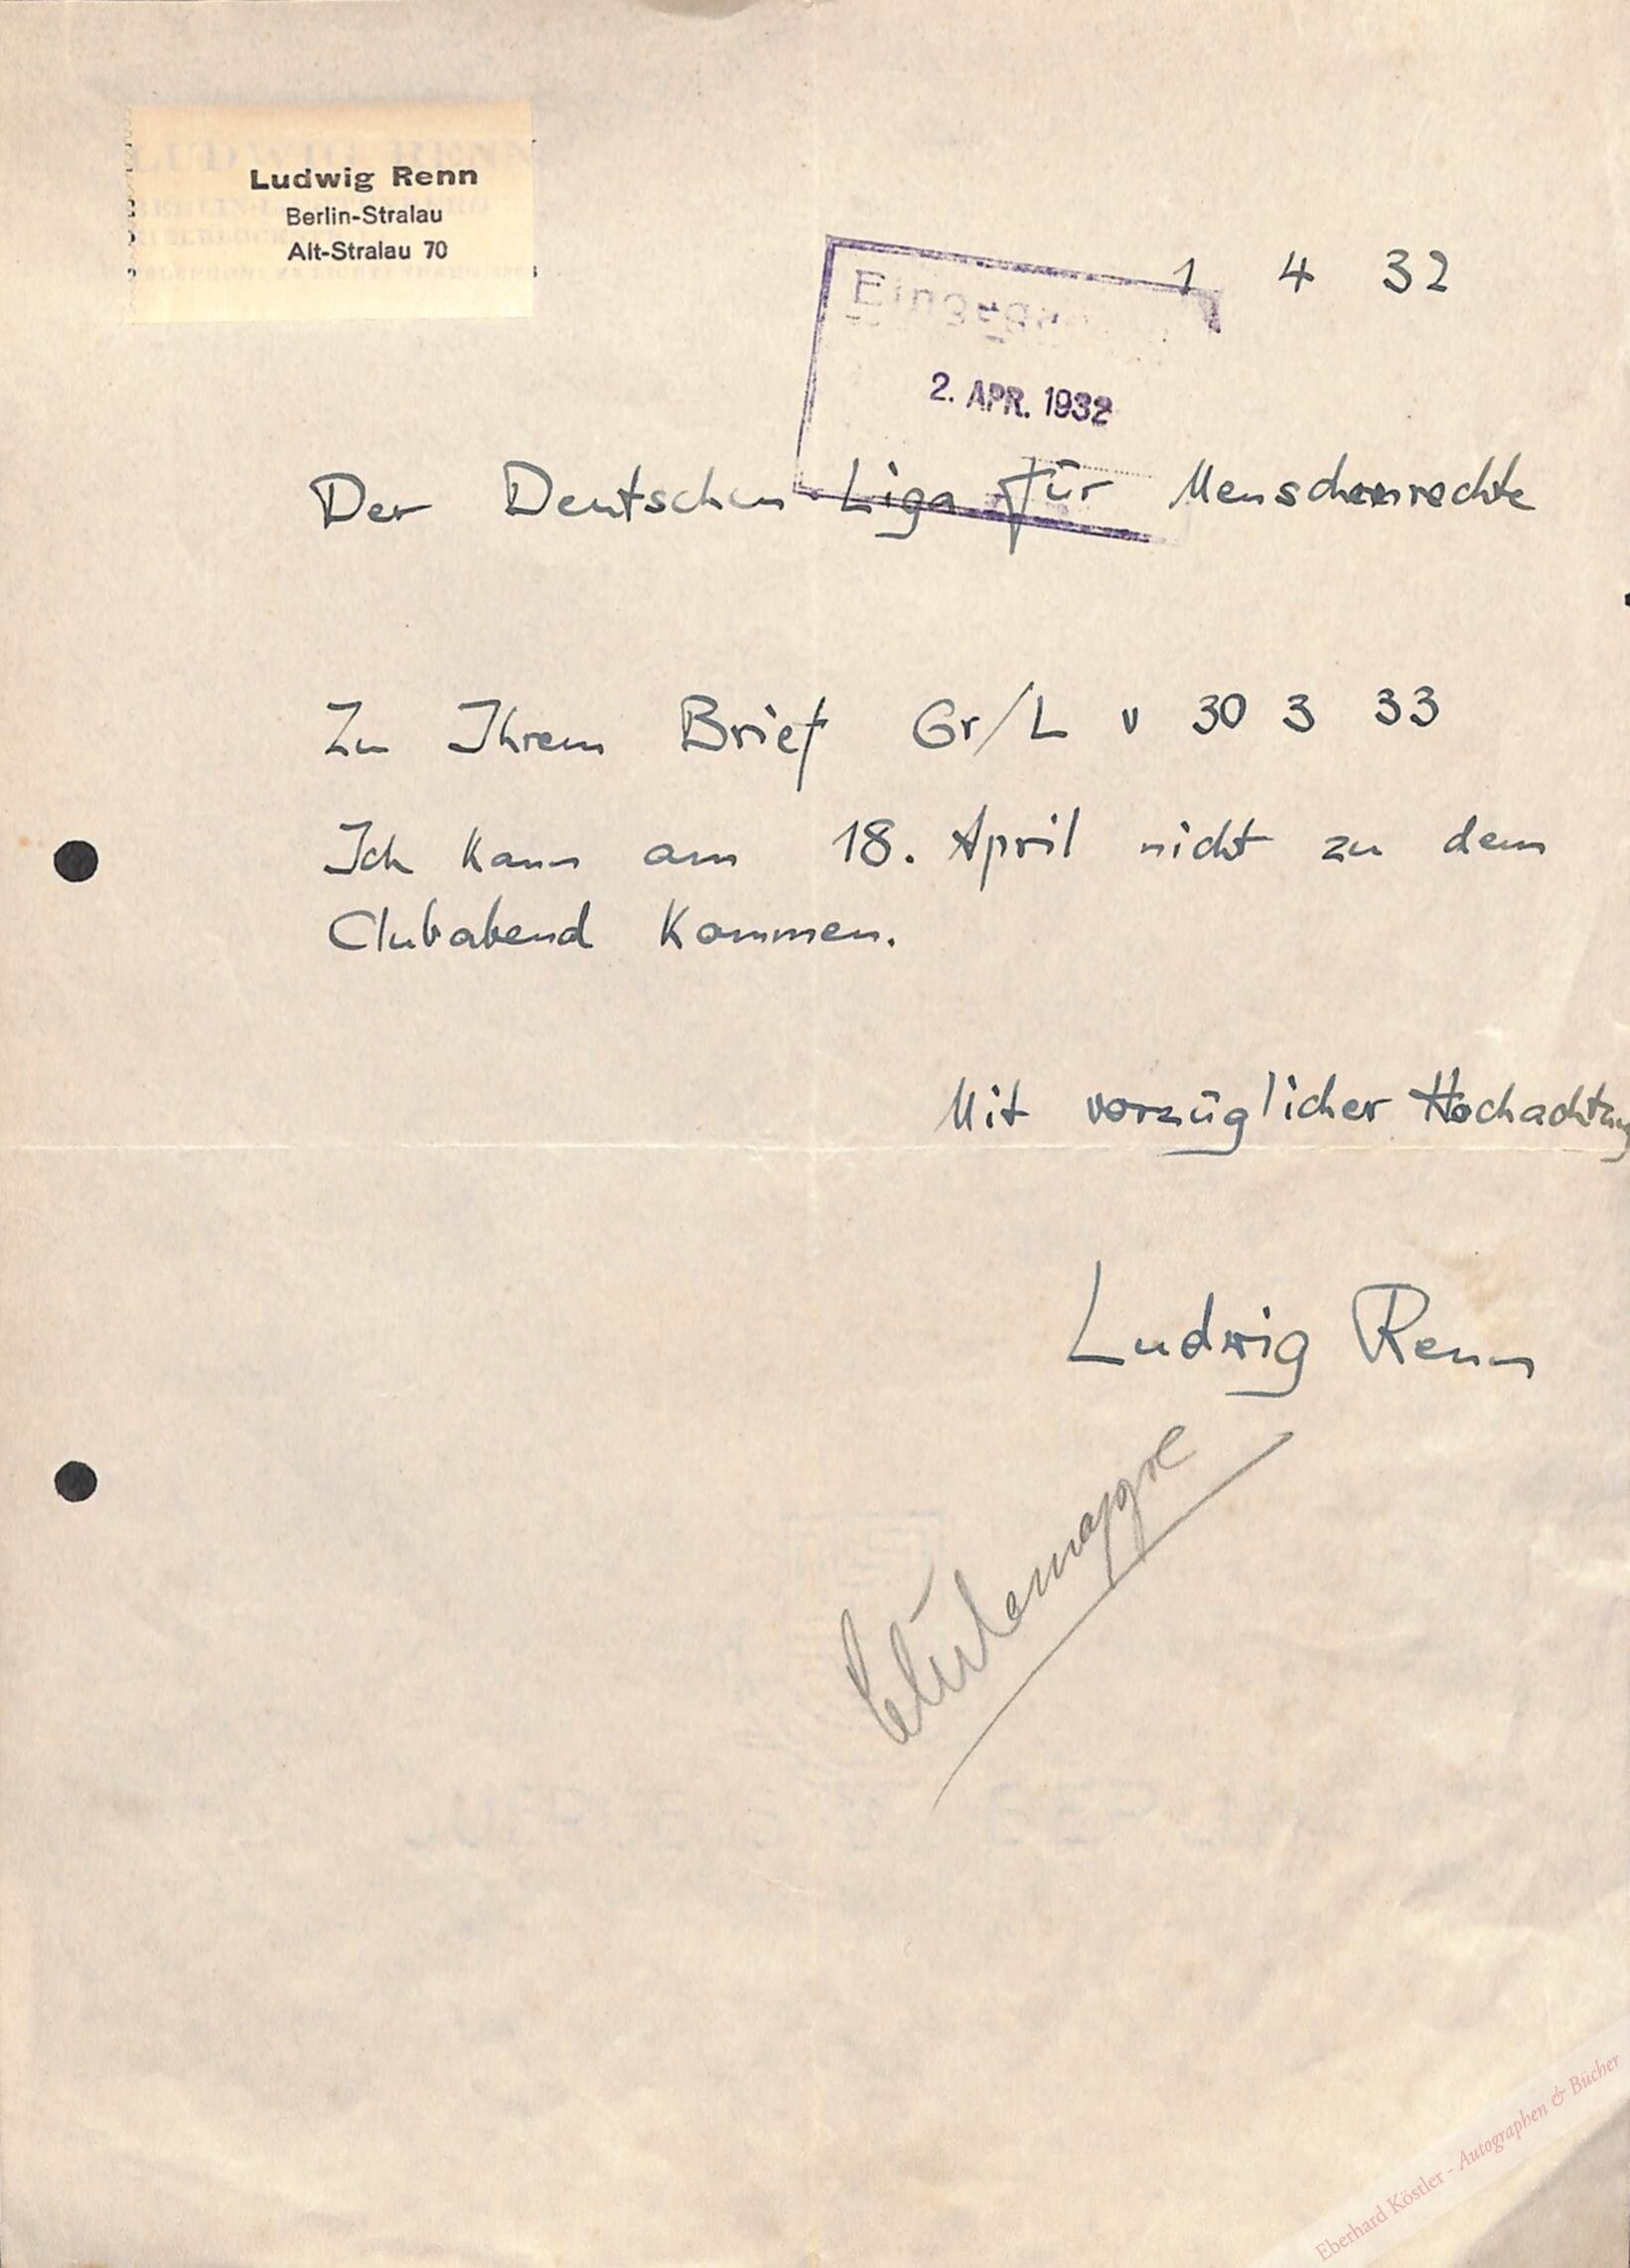 Ludwig Renn
Berlin-Stralau
Alt-Stralau 70
1 4 32
2. APR. 1932
Der Deutschen Liga für Menschenrechte
Zu Ihrem Brief Gr/L v 30 3 33
Ich kann am 18. April nicht zu dem
Clubabend kommen.
Mit vorzüglicher Hochachtung
Ludwig Renn
Eberhard Köstler - Autographen & Bücher